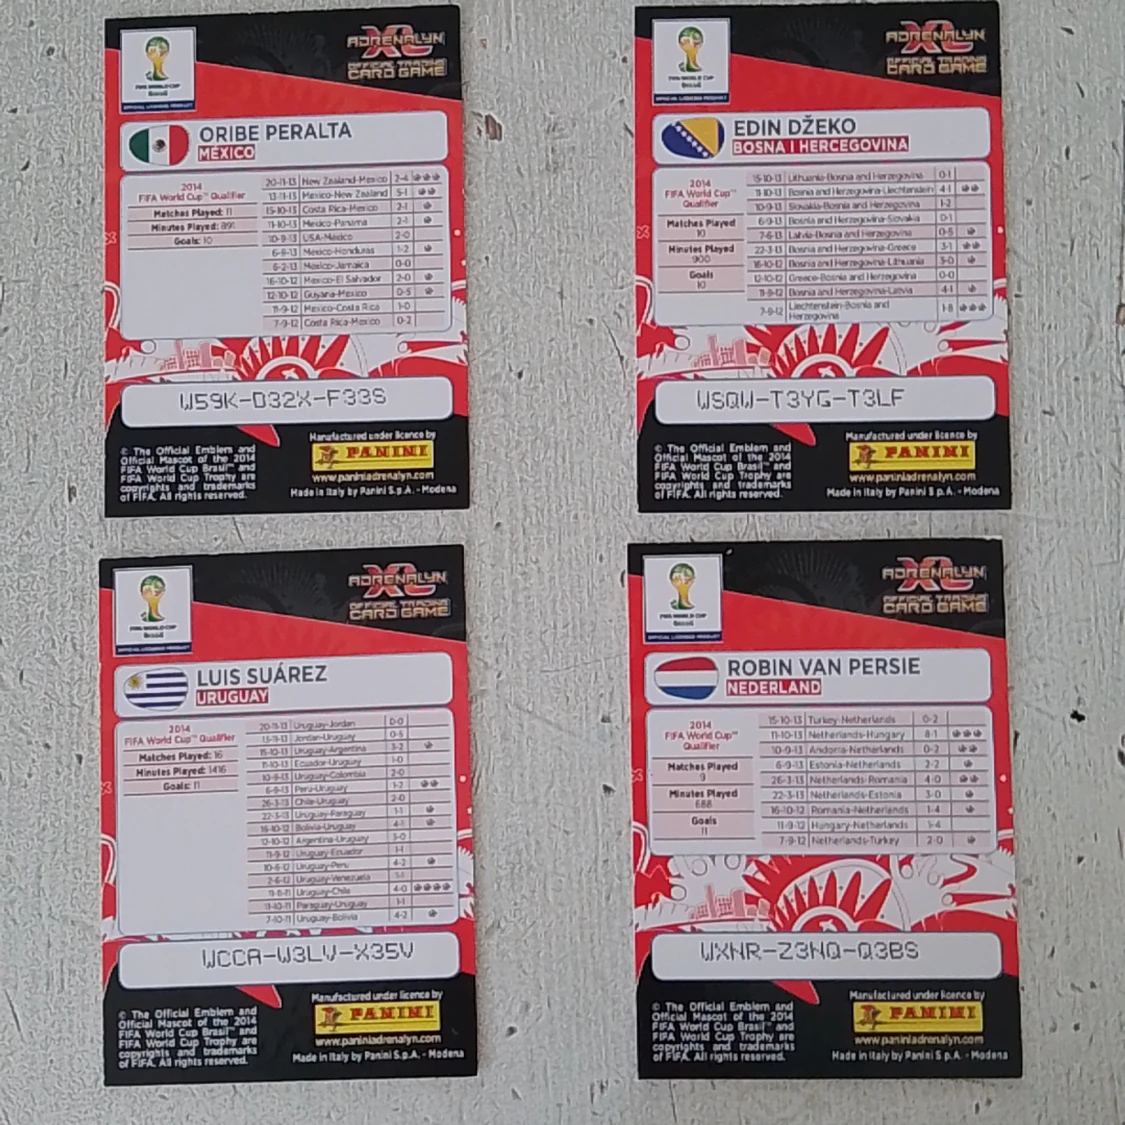 FIFA WORLD CUP
Brasil
OFFICIAL LICENSED PRODUCT
ADRENALYN
XL
OFFICIAL TRADING
CARD GAME
ORIBE PERALTA
MÉXICO
2014
FIFA World Cup™ Qualifier
Matches Played: 11
Minutes Played: 891
Goals: 10
20-11-13 New Zealand-Mexico 2-4
13-11-13 Mexico-New Zealand 5-1
15-10-13 Costa Rica-Mexico 2-1
11-10-13 Mexico-Panama 2-1
10-9-13 USA-Mexico 2-0
6-9-13 Mexico-Honduras 1-2
6-2-13 Mexico-Jamaica 0-0
16-10-12 Mexico-El Salvador 2-0
12-10-12 Guyana-Mexico 0-5
11-9-12 Mexico-Costa Rica 1-0
7-9-12 Costa Rica-Mexico 0-2
W59K-D32X-F33S
© The Official Emblem and
Official Mascot of the 2014
FIFA World Cup Brasil™ and
FIFA World Cup Trophy are
copyrights and trademarks
of FIFA. All rights reserved.
Manufactured under licence by
PANINI
www.paniniadrenalyn.com
Made in Italy by Panini S.p.A. - Modena
FIFA WORLD CUP
Brasil
OFFICIAL LICENSED PRODUCT
ADRENALYN
XL
OFFICIAL TRADING
CARD GAME
EDIN DŽEKO
BOSNA I HERCEGOVINA
2014
FIFA World Cup™
Qualifier
Matches Played
10
Minutes Played
900
Goals
10
15-10-13 Lithuania-Bosnia and Herzegovina 0-1
11-10-13 Bosnia and Herzegovina-Liechtenstein 4-1
10-9-13 Slovakia-Bosnia and Herzegovina 1-2
6-9-13 Bosnia and Herzegovina-Slovakia 0-1
7-6-13 Latvia-Bosnia and Herzegovina 0-5
22-3-13 Bosnia and Herzegovina-Greece 3-1
16-10-12 Bosnia and Herzegovina-Lithuania 3-0
12-10-12 Greece-Bosnia and Herzegovina 0-0
11-9-12 Bosnia and Herzegovina-Latvia 4-1
7-9-12 Liechtenstein-Bosnia and
Herzegovina 1-8
WSQW-T3YG-T3LF
© The Official Emblem and
Official Mascot of the 2014
FIFA World Cup Brasil™ and
FIFA World Cup Trophy are
copyrights and trademarks
of FIFA. All rights reserved.
Manufactured under licence by
PANINI
www.paniniadrenalyn.com
Made in Italy by Panini S.p.A. - Modena
FIFA WORLD CUP
Brasil
OFFICIAL LICENSED PRODUCT
ADRENALYN
XL
OFFICIAL TRADING
CARD GAME
LUIS SUÁREZ
URUGUAY
2014
FIFA World Cup™ Qualifier
Matches Played: 16
Minutes Played: 1416
Goals: 11
20-11-13 Uruguay-Jordan 0-0
13-11-13 Jordan-Uruguay 0-5
15-10-13 Uruguay-Argentina 3-2
11-10-13 Ecuador-Uruguay 1-0
10-9-13 Uruguay-Colombia 2-0
6-9-13 Peru-Uruguay 1-2
26-3-13 Chile-Uruguay 2-0
22-3-13 Uruguay-Paraguay 1-1
16-10-12 Bolivia-Uruguay 4-1
12-10-12 Argentina-Uruguay 3-0
11-9-12 Uruguay-Ecuador 1-1
10-6-12 Uruguay-Peru 4-2
2-6-12 Uruguay-Venezuela 1-1
11-11-11 Uruguay-Chile 4-0
11-10-11 Paraguay-Uruguay 1-1
7-10-11 Uruguay-Bolivia 4-2
WCCA-W3LV-X35V
© The Official Emblem and
Official Mascot of the 2014
FIFA World Cup Brasil™ and
FIFA World Cup Trophy are
copyrights and trademarks
of FIFA. All rights reserved.
Manufactured under licence by
PANINI
www.paniniadrenalyn.com
Made in Italy by Panini S.p.A. - Modena
FIFA WORLD CUP
Brasil
OFFICIAL LICENSED PRODUCT
ADRENALYN
XL
OFFICIAL TRADING
CARD GAME
ROBIN VAN PERSIE
NEDERLAND
2014
FIFA World Cup™
Qualifier
Matches Played
9
Minutes Played
688
Goals
11
15-10-13 Turkey-Netherlands 0-2
11-10-13 Netherlands-Hungary 8-1
10-9-13 Andorra-Netherlands 0-2
6-9-13 Estonia-Netherlands 2-2
26-3-13 Netherlands-Romania 4-0
22-3-13 Netherlands-Estonia 3-0
16-10-12 Romania-Netherlands 1-4
11-9-12 Hungary-Netherlands 1-4
7-9-12 Netherlands-Turkey 2-0
WXNR-Z3NQ-Q3BS
© The Official Emblem and
Official Mascot of the 2014
FIFA World Cup Brasil™ and
FIFA World Cup Trophy are
copyrights and trademarks
of FIFA. All rights reserved.
Manufactured under licence by
PANINI
www.paniniadrenalyn.com
Made in Italy by Panini S.p.A. - Modena